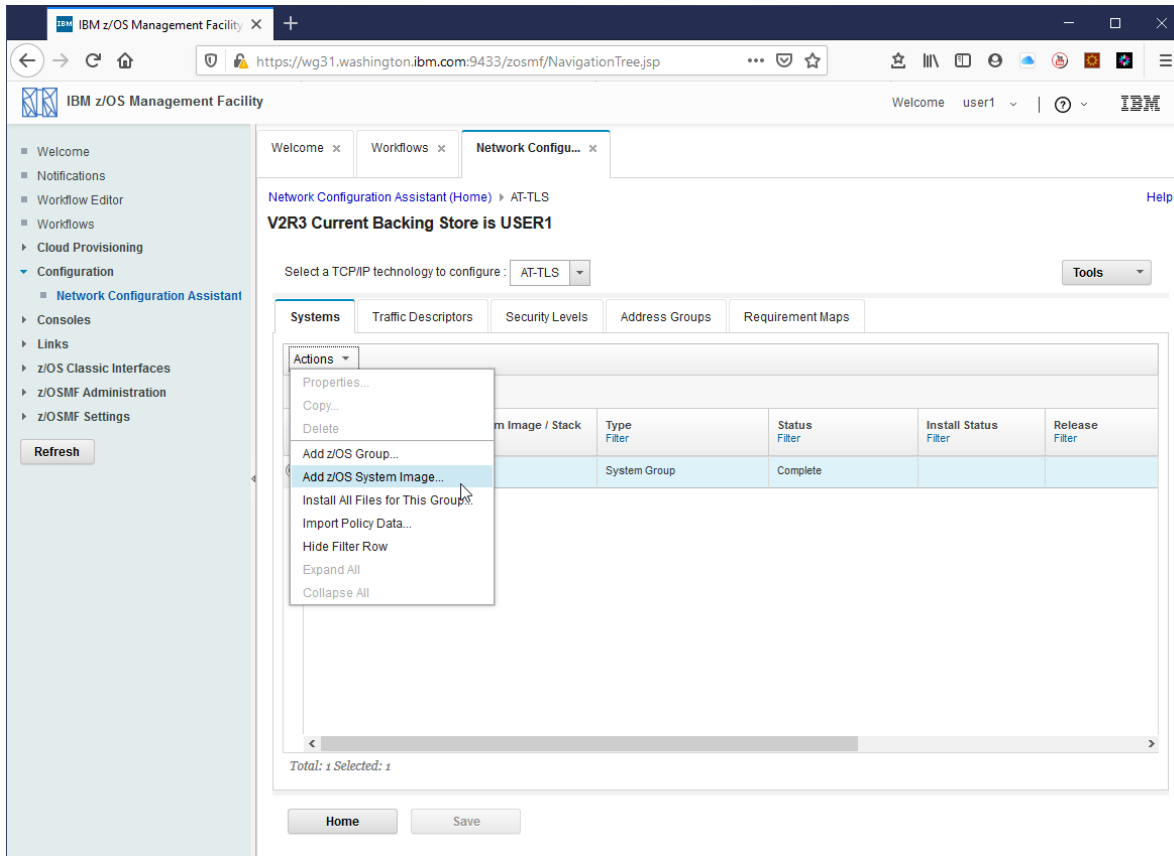 IBM IBM z/OS Management Facility
https://wg31.washington.ibm.com:9433/zosmf/NavigationTree.jsp
IBM z/OS Management Facility
Welcome user1
IBM
Welcome
Notifications
Workflow Editor
Workflows
Cloud Provisioning
Configuration
Network Configuration Assistant
Consoles
Links
z/OS Classic Interfaces
z/OSMF Administration
z/OSMF Settings
Refresh
Welcome Workflows Network Configu...
Network Configuration Assistant (Home) AT-TLS Help
V2R3 Current Backing Store is USER1
Select a TCP/IP technology to configure : AT-TLS Tools
Systems Traffic Descriptors Security Levels Address Groups Requirement Maps
Actions
Properties...
Copy...
Delete
Add z/OS Group...
Add z/OS System Image...
Install All Files for This Group...
Import Policy Data...
Hide Filter Row
Expand All
Collapse All
m Image / Stack Type Status Install Status Release
Filter Filter Filter Filter
System Group Complete
Total: 1 Selected: 1
Home Save